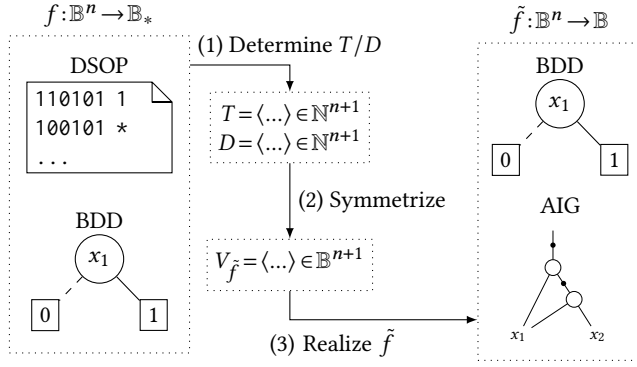 f : 𝔹ⁿ → 𝔹∗
DSOP
110101 1
100101 *
...
BDD
x₁
0
1
(1) Determine T/D
T = ⟨...⟩ ∈ ℕⁿ⁺¹
D = ⟨...⟩ ∈ ℕⁿ⁺¹
(2) Symmetrize
V_f̃ = ⟨...⟩ ∈ 𝔹ⁿ⁺¹
(3) Realize f̃
f̃ : 𝔹ⁿ → 𝔹
BDD
x₁
0
1
AIG
x₁
x₂